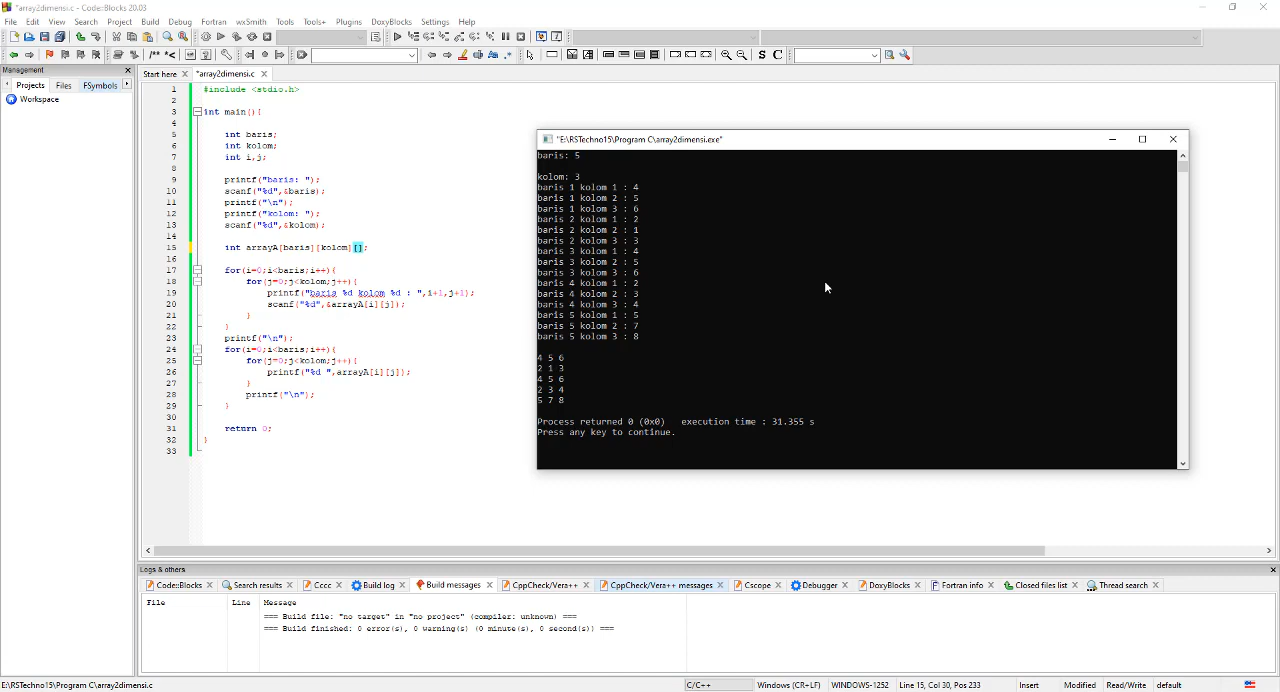 *array2dimensi.c - Code::Blocks 20.03
File Edit View Search Project Build Debug Fortran wxSmith Tools Tools+ Plugins DoxyBlocks Settings Help
Management
Projects Files FSymbols
Workspace
Start here *array2dimensi.c
1 #include <stdio.h>
2
3 int main(){
4
5 int baris;
6 int kolom;
7 int i,j;
8
9 printf("baris: ");
10 scanf("%d",&baris);
11 printf("\n");
12 printf("kolom: ");
13 scanf("%d",&kolom);
14
15 int arrayA[baris][kolom][];
16
17 for(i=0;i<baris;i++){
18 for(j=0;j<kolom;j++){
19 printf("baris %d kolom %d : ",i+1,j+1);
20 scanf("%d",&arrayA[i][j]);
21 }
22 }
23 printf("\n");
24 for(i=0;i<baris;i++){
25 for(j=0;j<kolom;j++){
26 printf("%d ",arrayA[i][j]);
27 }
28 printf("\n");
29 }
30
31 return 0;
32 }
33
"E:\RSTechno15\Program C\array2dimensi.exe"
baris: 5
kolom: 3
baris 1 kolom 1 : 4
baris 1 kolom 2 : 5
baris 1 kolom 3 : 6
baris 2 kolom 1 : 2
baris 2 kolom 2 : 1
baris 2 kolom 3 : 3
baris 3 kolom 1 : 4
baris 3 kolom 2 : 5
baris 3 kolom 3 : 6
baris 4 kolom 1 : 2
baris 4 kolom 2 : 3
baris 4 kolom 3 : 4
baris 5 kolom 1 : 5
baris 5 kolom 2 : 7
baris 5 kolom 3 : 8
4 5 6
2 1 3
4 5 6
2 3 4
5 7 8
Process returned 0 (0x0) execution time : 31.355 s
Press any key to continue.
Logs & others
Code::Blocks Search results Cccc Build log Build messages CppCheck/Vera++ CppCheck/Vera++ messages Cscope Debugger DoxyBlocks Fortran info Closed files list Thread search
File Line Message
=== Build file: "no target" in "no project" (compiler: unknown) ===
=== Build finished: 0 error(s), 0 warning(s) (0 minute(s), 0 second(s)) ===
E:\RSTechno15\Program C\array2dimensi.c C/C++ Windows (CR+LF) WINDOWS-1252 Line 15, Col 30, Pos 233 Insert Modified Read/Write default